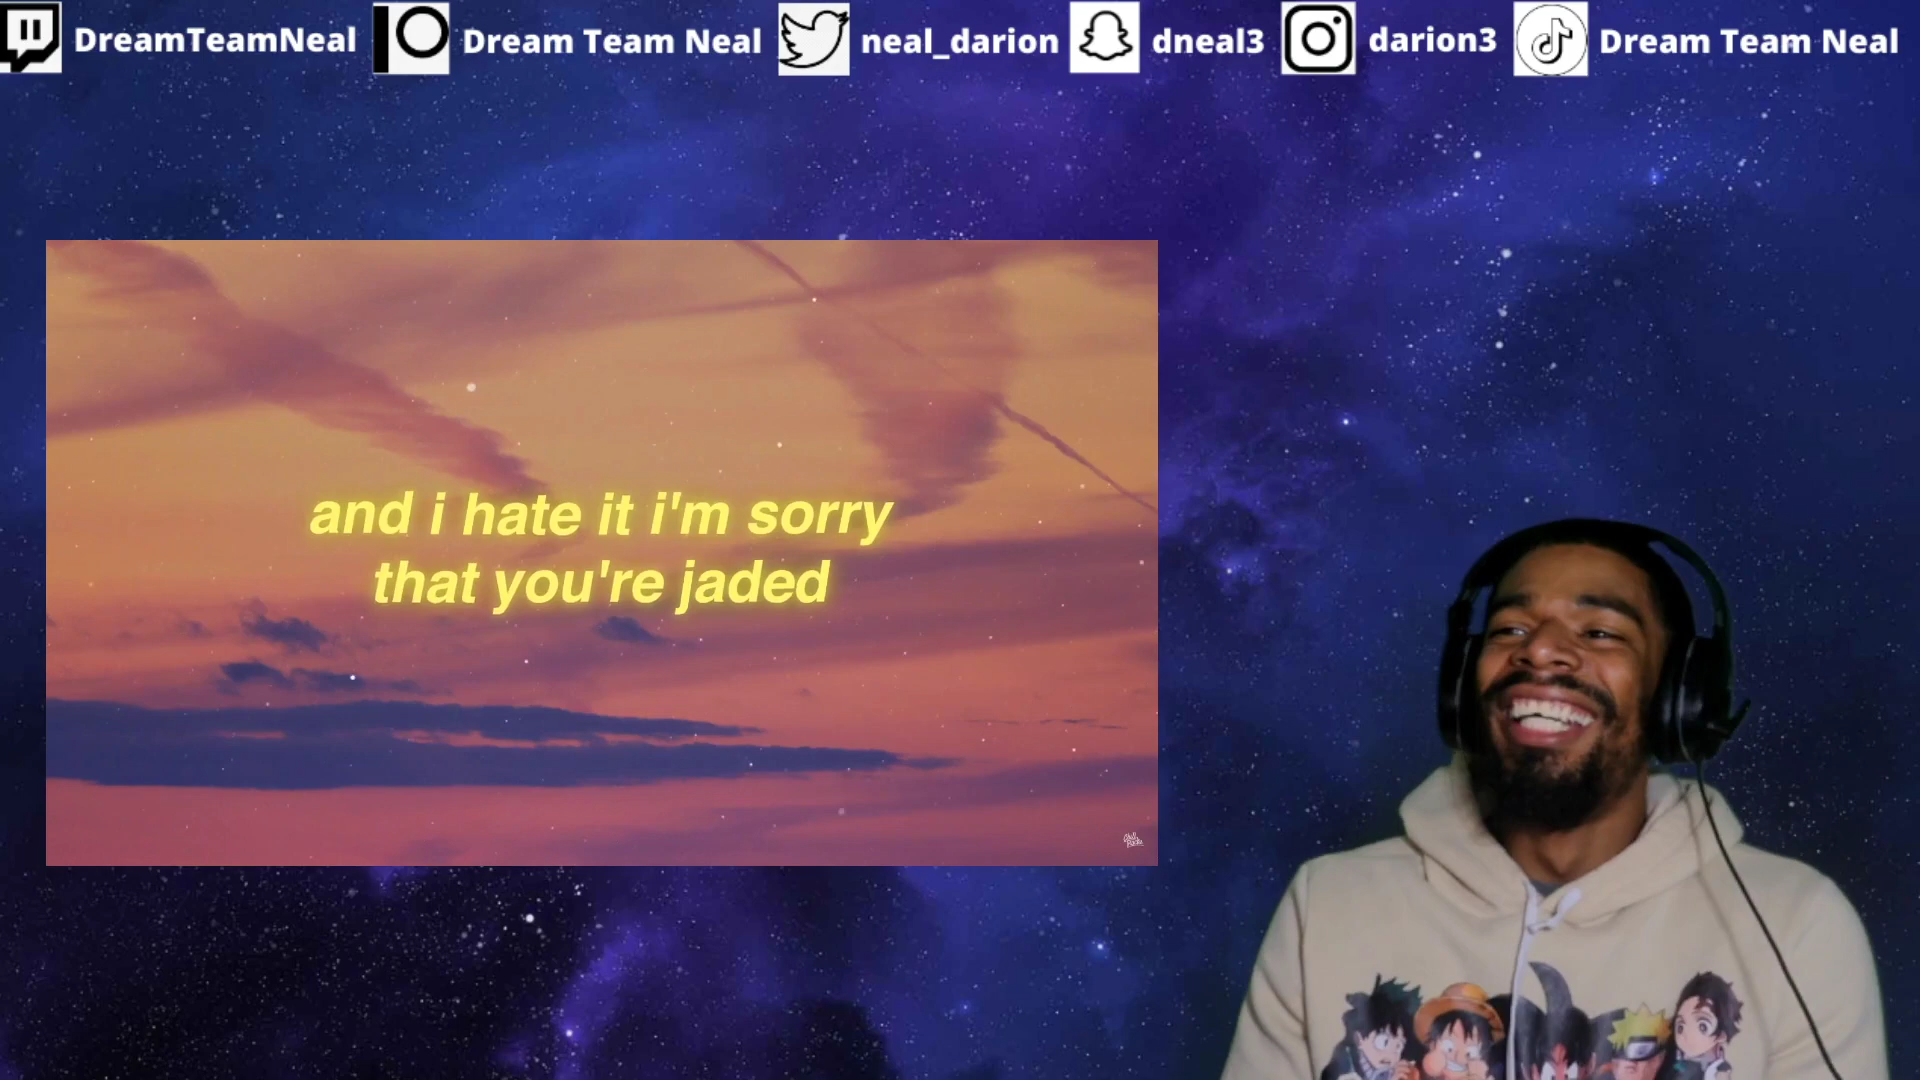 DreamTeamNeal Dream Team Neal neal_darion dneal3 darion3 Dream Team Neal
and i hate it i'm sorry
that you're jaded